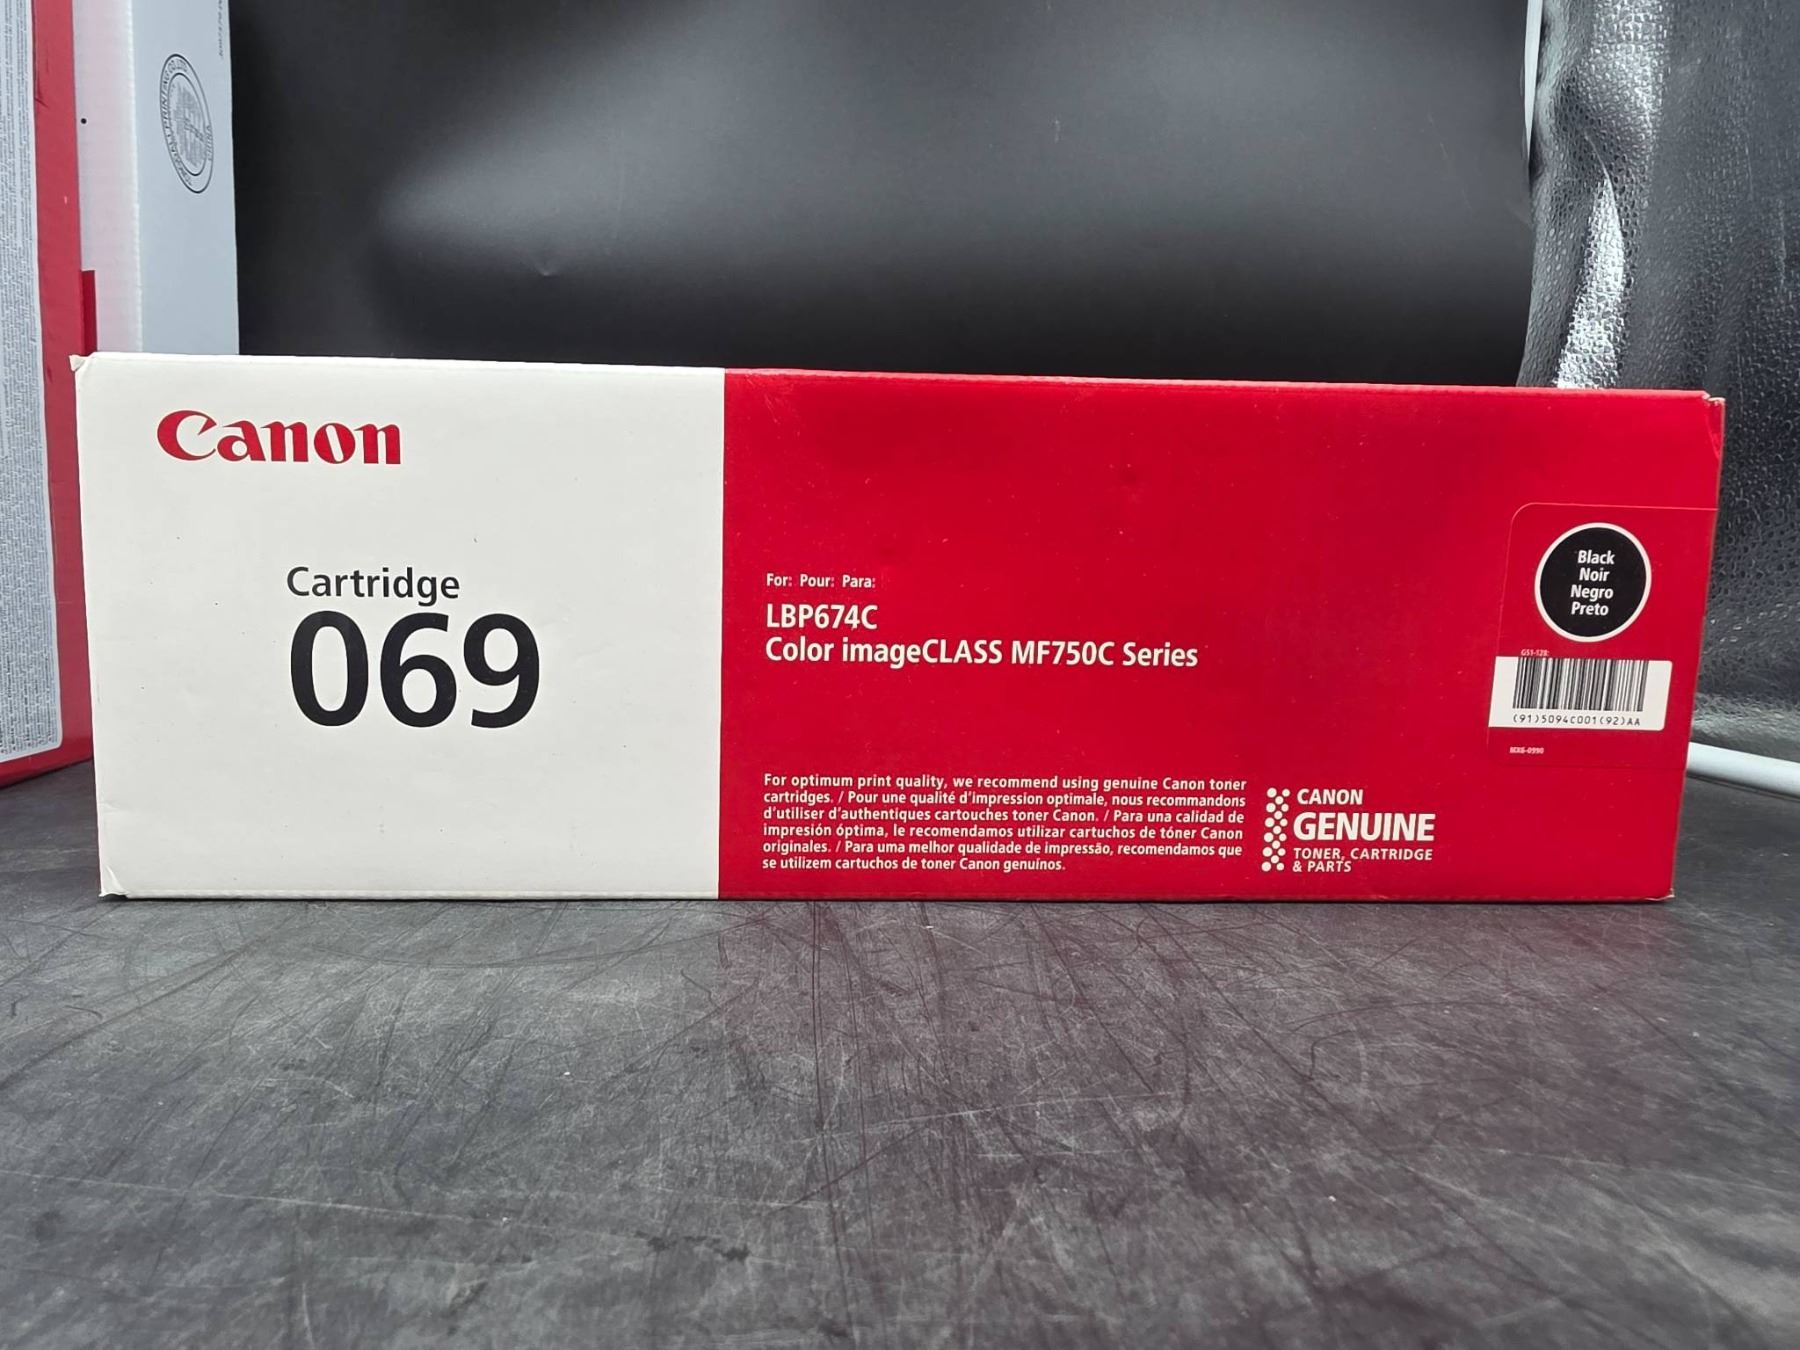 Canon
Cartridge
069
For: Pour: Para:
LBP674C
Color imageCLASS MF750C Series
For optimum print quality, we recommend using genuine Canon toner
cartridges. / Pour une qualité d'impression optimale, nous recommandons
d'utiliser d'authentiques cartouches toner Canon. / Para una calidad de
impresión óptima, le recomendamos utilizar cartuchos de tóner Canon
originales. / Para uma melhor qualidade de impressão, recomendamos que
se utilizem cartuchos de toner Canon genuínos.
CANON
GENUINE
TONER, CARTRIDGE
& PARTS
Black
Noir
Negro
Preto
GS1-128:
(91)5094C001(92)AA
MX6-0990